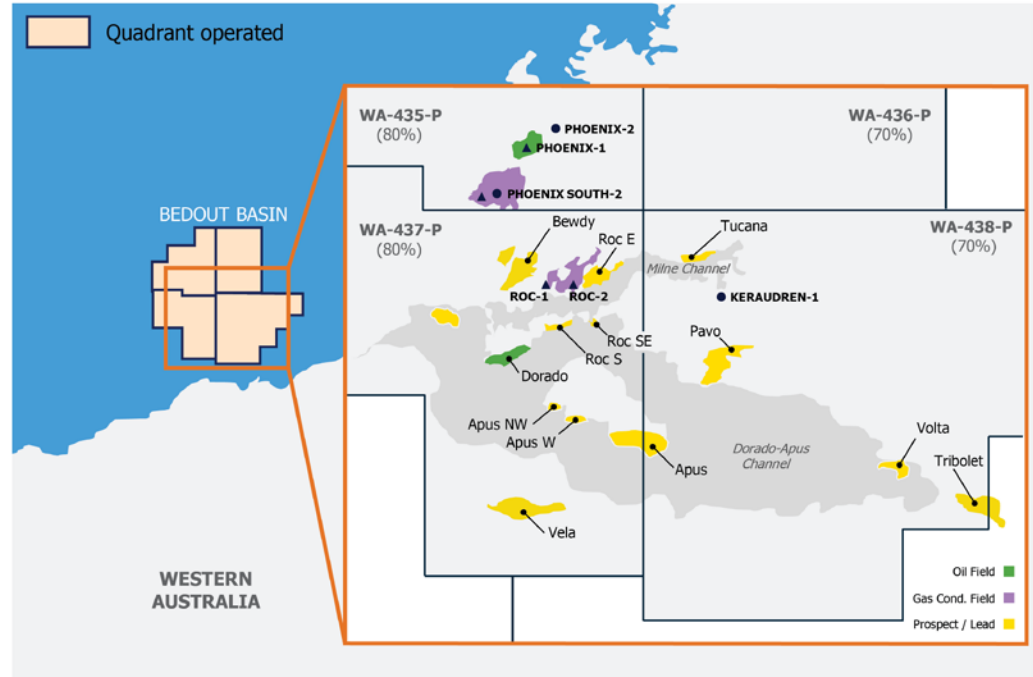 Quadrant operated
BEDOUT BASIN
WESTERN
AUSTRALIA
WA-435-P
(80%)
WA-436-P
(70%)
PHOENIX-2
PHOENIX-1
PHOENIX SOUTH-2
WA-437-P
(80%)
WA-438-P
(70%)
Bewdy
Roc E
Tucana
Milne Channel
ROC-1
ROC-2
KERAUDREN-1
Roc SE
Roc S
Pavo
Dorado
Apus NW
Apus W
Apus
Dorado-Apus
Channel
Volta
Tribolet
Vela
Oil Field
Gas Cond. Field
Prospect / Lead